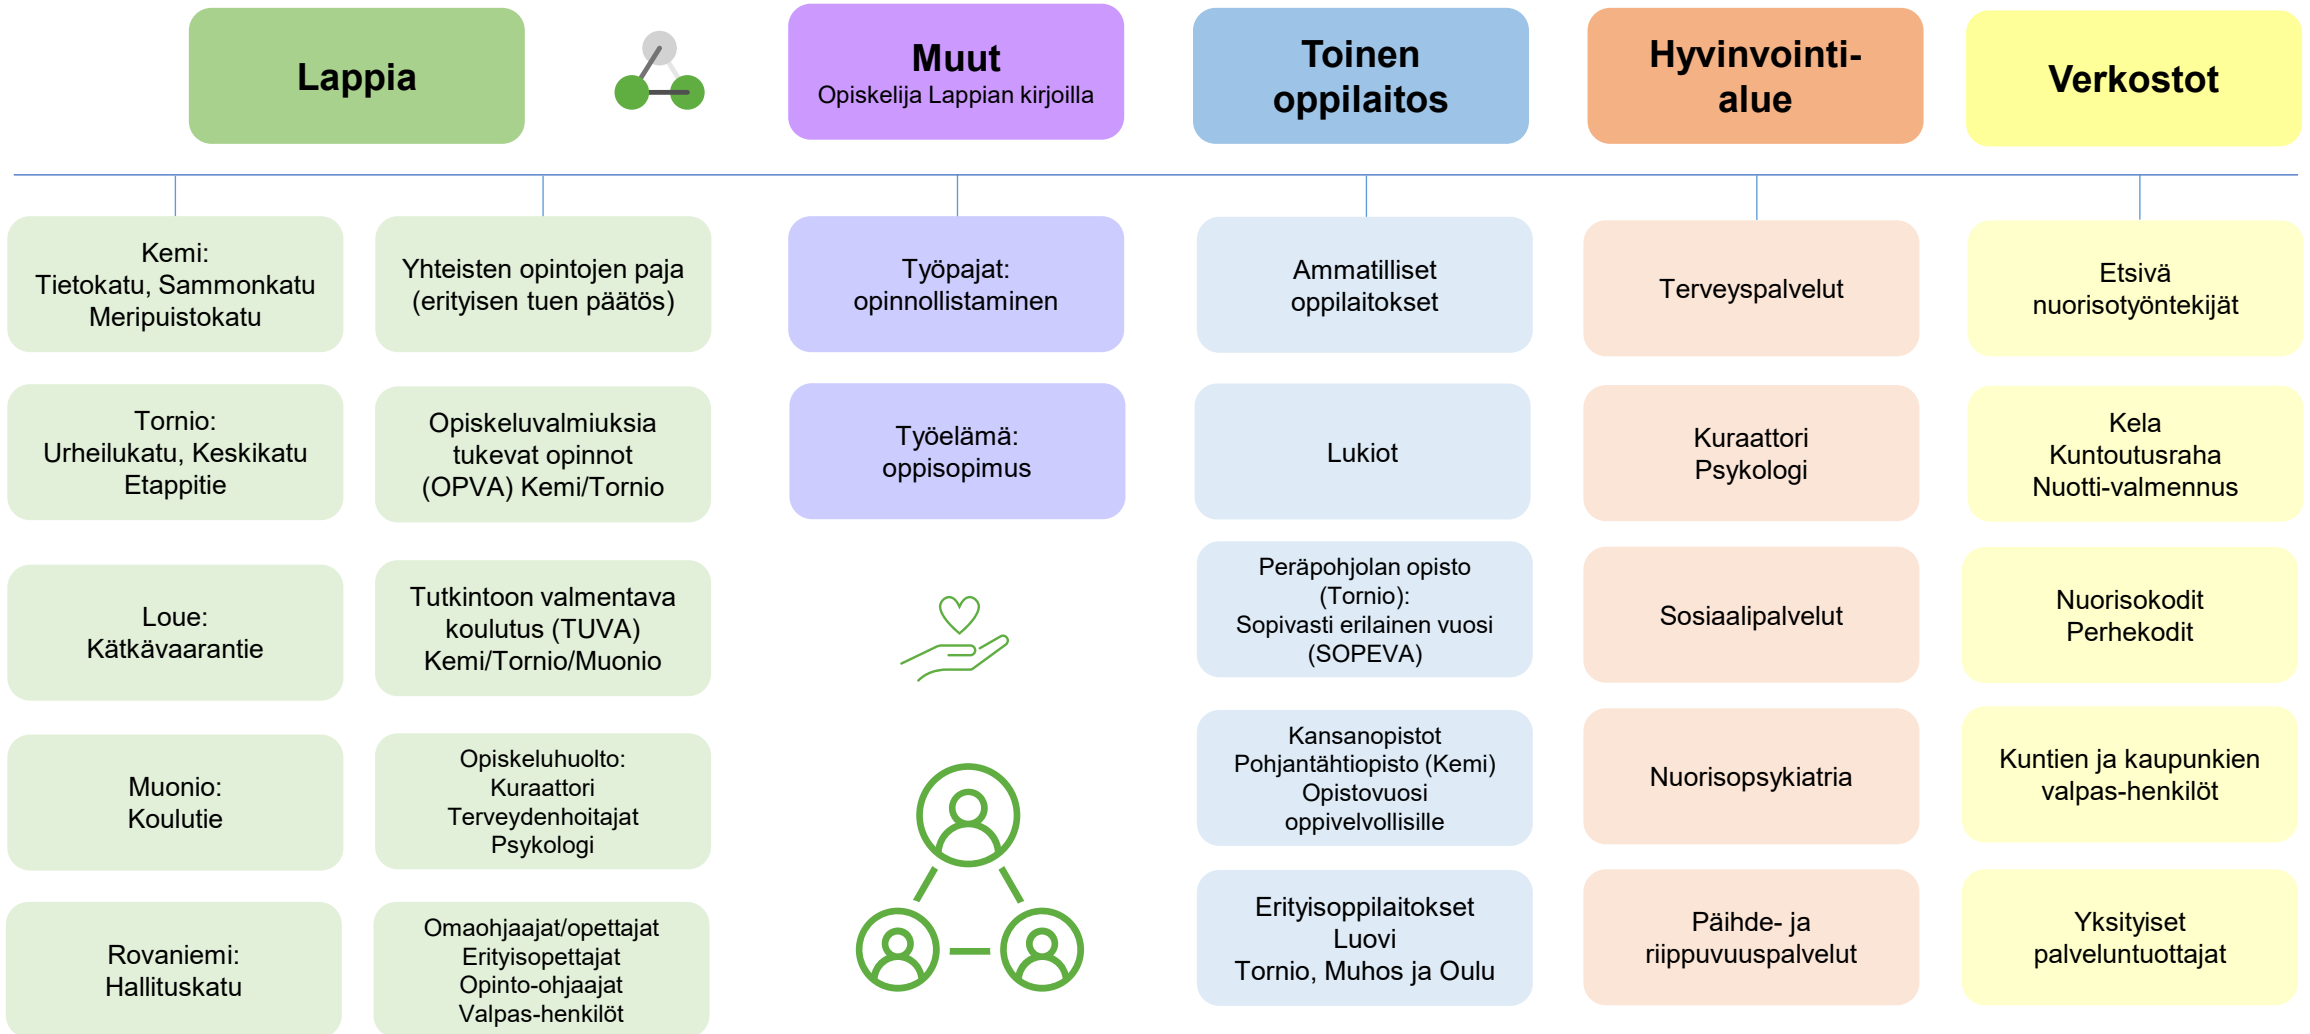 Lappia
Muut
Opiskelija Lappian kirjoilla
Toinen
oppilaitos
Hyvinvointi-
alue
Verkostot
Kemi:
Tietokatu, Sammonkatu
Meripuistokatu
Tornio:
Urheilukatu, Keskikatu
Etappitie
Loue:
Kätkävaarantie
Muonio:
Koulutie
Rovaniemi:
Hallituskatu
Yhteisten opintojen paja
(erityisen tuen päätös)
Opiskeluvalmiuksia
tukevat opinnot
(OPVA) Kemi/Tornio
Tutkintoon valmentava
koulutus (TUVA)
Kemi/Tornio/Muonio
Opiskeluhuolto:
Kuraattori
Terveydenhoitajat
Psykologi
Omaohjaajat/opettajat
Erityisopettajat
Opinto-ohjaajat
Valpas-henkilöt
Työpajat:
opinnollistaminen
Työelämä:
oppisopimus
Ammatilliset
oppilaitokset
Lukiot
Peräpohjolan opisto
(Tornio):
Sopivasti erilainen vuosi
(SOPEVA)
Kansanopistot
Pohjantähtiopisto (Kemi)
Opistovuosi
oppivelvollisille
Erityisoppilaitokset
Luovi
Tornio, Muhos ja Oulu
Terveyspalvelut
Kuraattori
Psykologi
Sosiaalipalvelut
Nuorisopsykiatria
Päihde- ja
riippuvuuspalvelut
Etsivä
nuorisotyöntekijät
Kela
Kuntoutusraha
Nuotti-valmennus
Nuorisokodit
Perhekodit
Kuntien ja kaupunkien
valpas-henkilöt
Yksityiset
palveluntuottajat